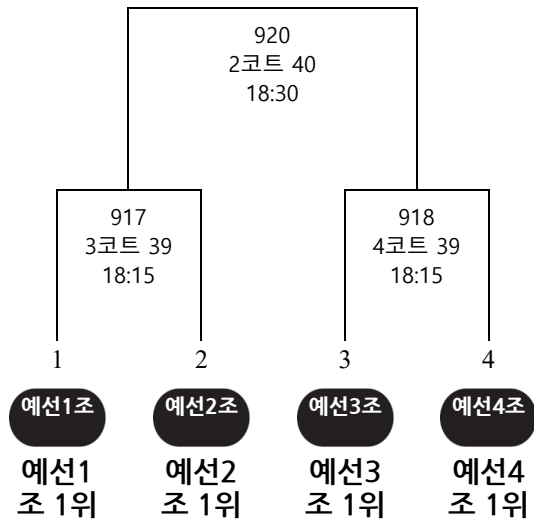 920
2코트 40
18:30
917
3코트 39
18:15
918
4코트 39
18:15
1
2
3
4
예선1조
예선2조
예선3조
예선4조
예선1
조 1위
예선2
조 1위
예선3
조 1위
예선4
조 1위